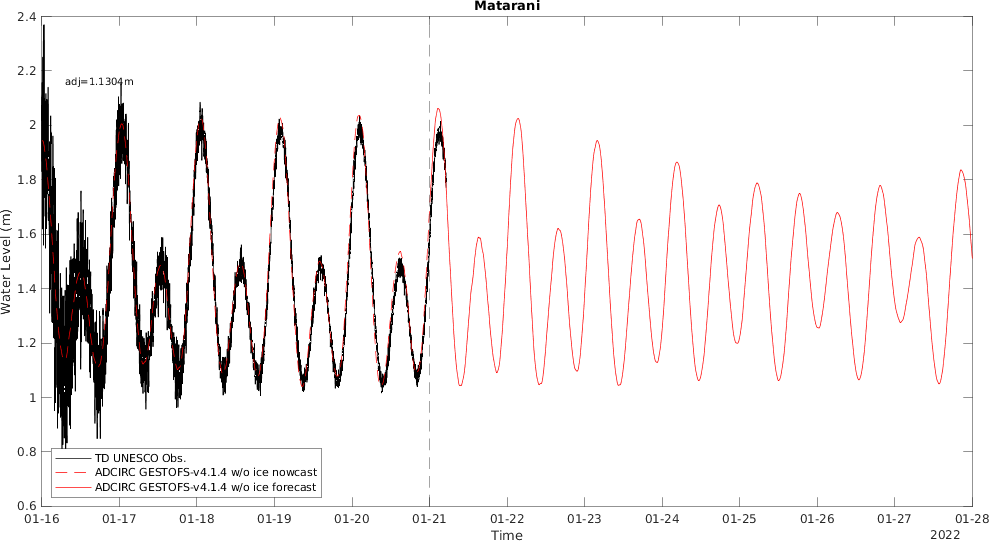 Matarani
2.4
2.2
2
1.8
1.6
1.4
1.2
1
0.8
0.6
Water Level (m)
adj=1.1304m
TD UNESCO Obs.
ADCIRC GESTOFS-v4.1.4 w/o ice nowcast
ADCIRC GESTOFS-v4.1.4 w/o ice forecast
01-16 01-17 01-18 01-19 01-20 01-21 01-22 01-23 01-24 01-25 01-26 01-27 01-28
Time
2022